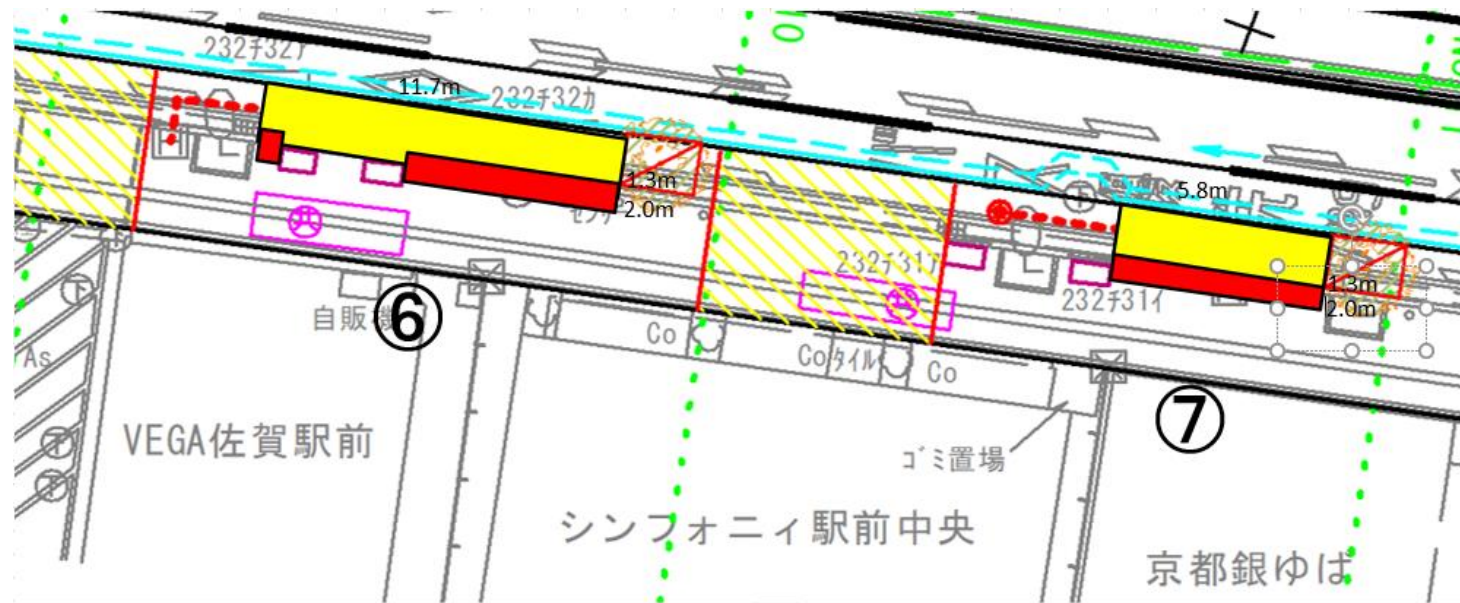 232ﾁ32ｱ
11.7m
232ﾁ32ｶ
5.8m
1.3m
2.0m
232ﾁ31ｱ
232ﾁ31ｲ
1.3m
2.0m
自販機
⑥
As
Co
Coﾀｲﾙ
Co
⑦
VEGA佐賀駅前
ｺﾞﾐ置場
シンフォニィ駅前中央
京都銀ゆば